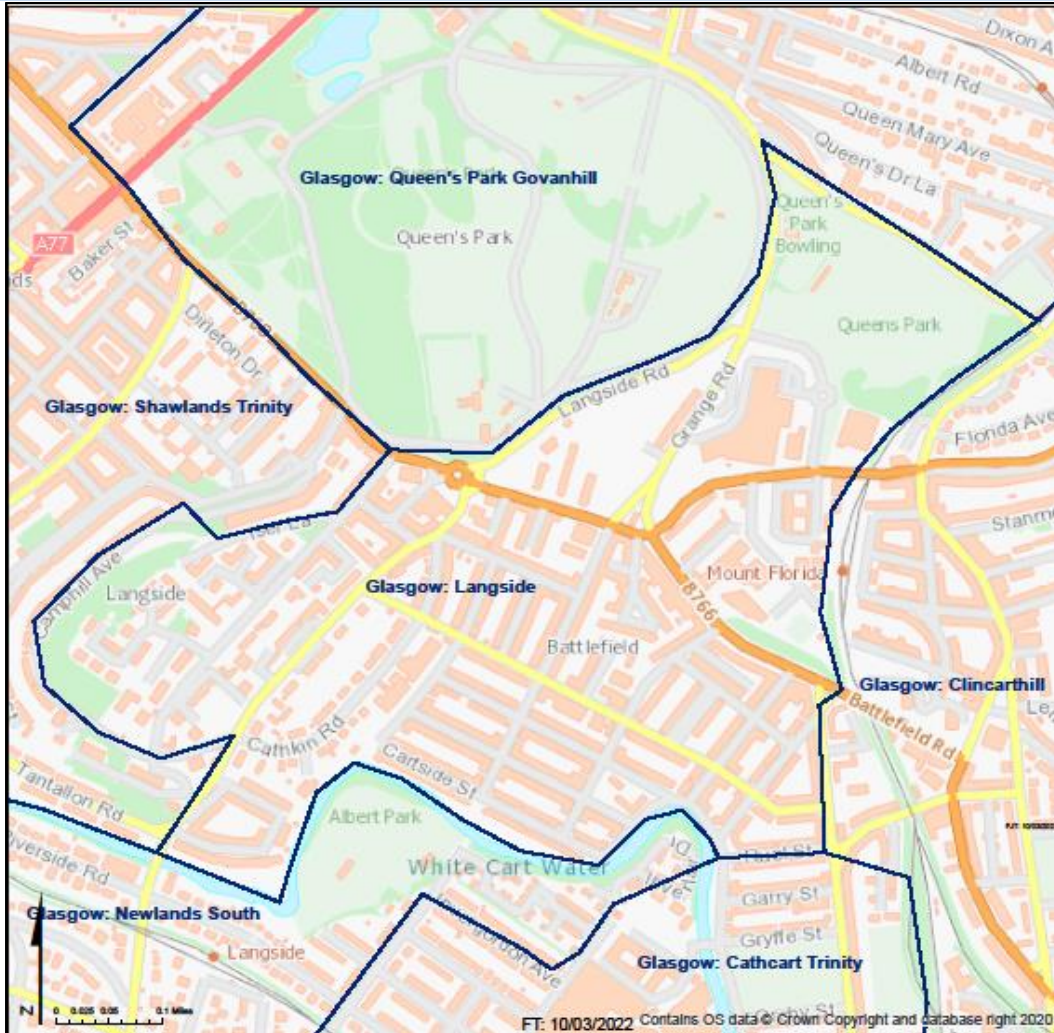 Dixon A
Albert Rd
Queen Mary Ave
Queen's Dr La
Glasgow: Queen's Park Govanhill
Queen's Park
Queen's
Park
Bowling
A77
Baker St
ds
Dirleton Dr
Queens Park
Langside Rd
Grange Rd
Florida Ave
Glasgow: Shawlands Trinity
Stanmo
Camphill Ave
Langside
Glasgow: Langside
Mount Florida
B766
Battlefield
Glasgow: Clincarthill
Battlefield Rd
Le
Cathkin Rd
Cartside St
Tantallon Rd
Albert Park
Riverside Rd
White Cart Water
Garry St
Glasgow: Newlands South
Gryffe St
Langside
Glasgow: Cathcart Trinity
N
0 0.025 0.05 0.1 Miles
FT: 10/03/2022 Contains OS data © Crown Copyright and database right 2020